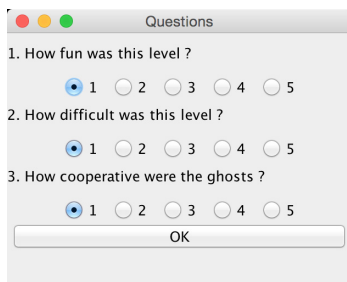 Questions
1. How fun was this level ?
1 2 3 4 5
2. How difficult was this level ?
1 2 3 4 5
3. How cooperative were the ghosts ?
1 2 3 4 5
OK